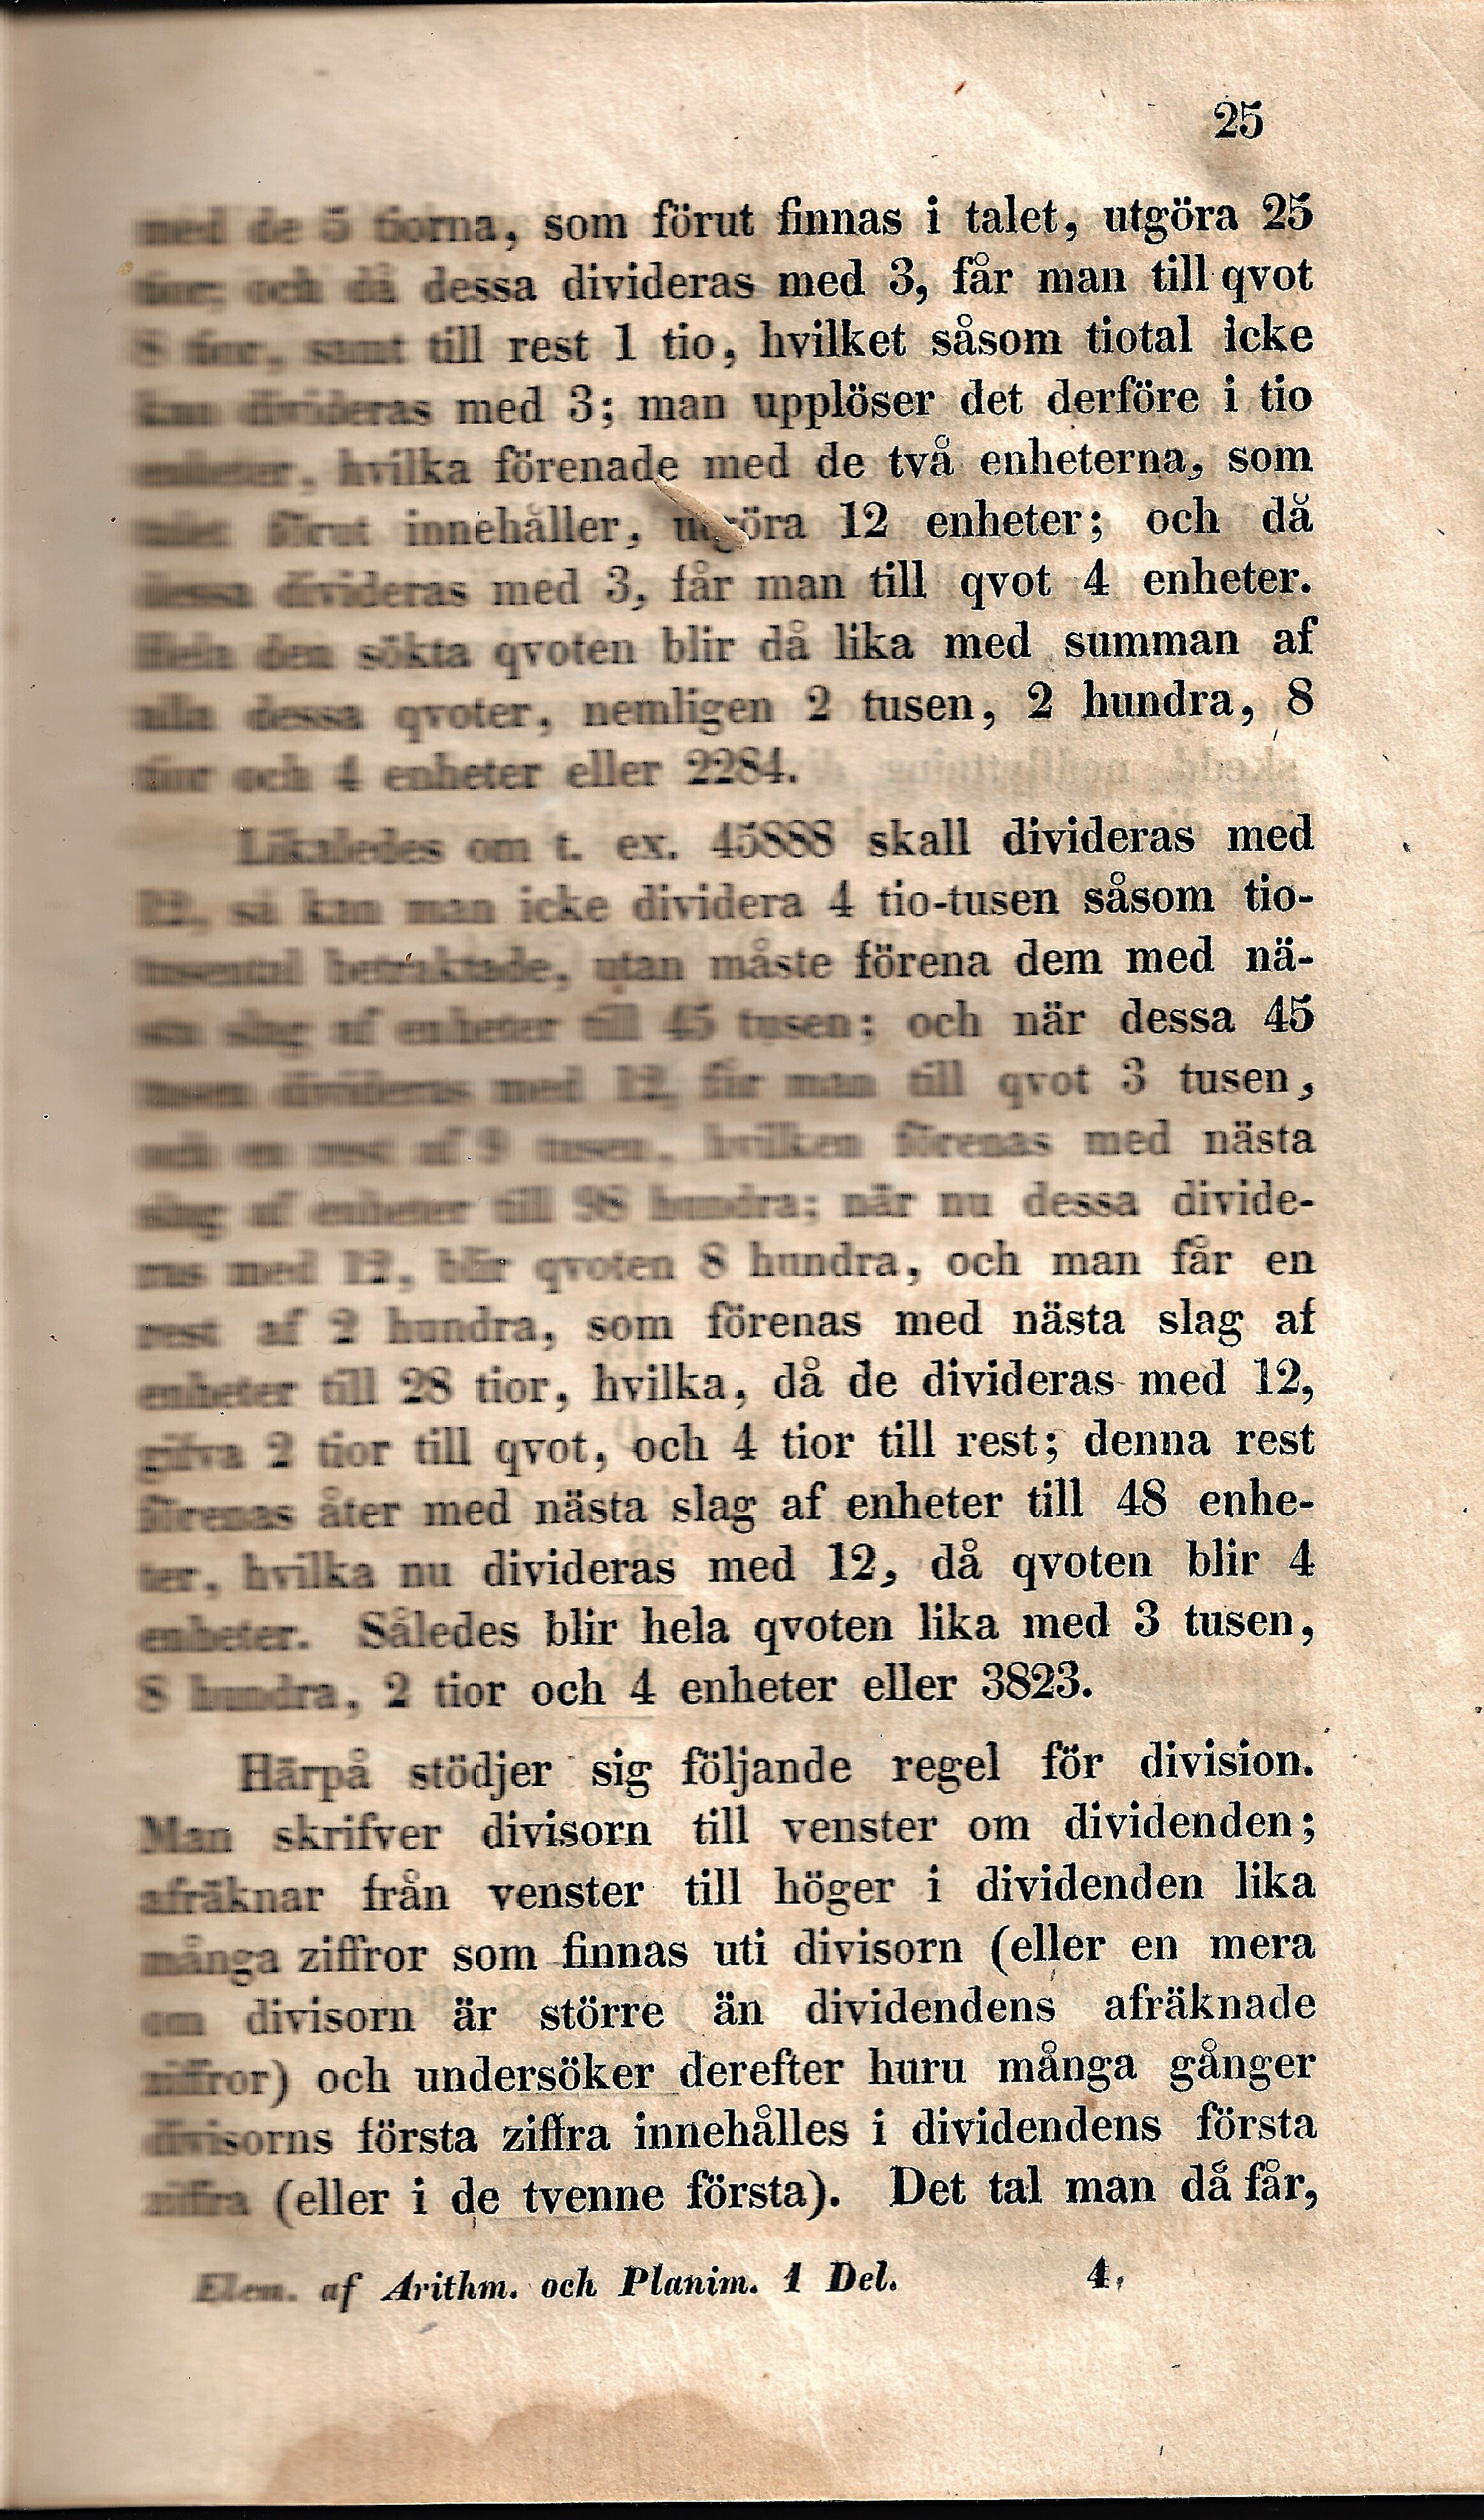 25
med de 5 tiorna, som förut finnas i talet, utgöra 25
tior; och då dessa divideras med 3, får man till qvot
8 tior, samt till rest 1 tio, hvilket såsom tiotal icke
kan divideras med 3; man upplöser det derföre i tio
enheter, hvilka förenade med de två enheterna, som
talet förut innehåller, utgöra 12 enheter; och då
dessa divideras med 3, får man till qvot 4 enheter.
Hela den sökta qvoten blir då lika med summan af
alla dessa qvoter, nemligen 2 tusen, 2 hundra, 8
tior och 4 enheter eller 2284.
Likaledes om t. ex. 45888 skall divideras med
12, så kan man icke dividera 4 tio-tusen såsom tio-
tusental betraktade, utan måste förena dem med nä-
sta slag af enheter till 45 tusen; och när dessa 45
tusen divideras med 12, får man till qvot 3 tusen,
och en rest af 9 tusen, hvilken förenas med nästa
slag af enheter till 98 hundra; när nu dessa divide-
ras med 12, blir qvoten 8 hundra, och man får en
rest af 2 hundra, som förenas med nästa slag af
enheter till 28 tior, hvilka, då de divideras med 12,
gifva 2 tior till qvot, och 4 tior till rest; denna rest
förenas åter med nästa slag af enheter till 48 enhe-
ter, hvilka nu divideras med 12, då qvoten blir 4
enheter. Således blir hela qvoten lika med 3 tusen,
8 hundra, 2 tior och 4 enheter eller 3823.
Härpå stödjer sig följande regel för division.
Man skrifver divisorn till venster om dividenden;
afräknar från venster till höger i dividenden lika
många ziffror som finnas uti divisorn (eller en mera
om divisorn är större än dividendens afräknade
ziffror) och undersöker derefter huru många gånger
divisorns första ziffra innehålles i dividendens första
ziffra (eller i de tvenne första). Det tal man då får,
Elem. af Arithm. och Planim. 1 Del. 4.